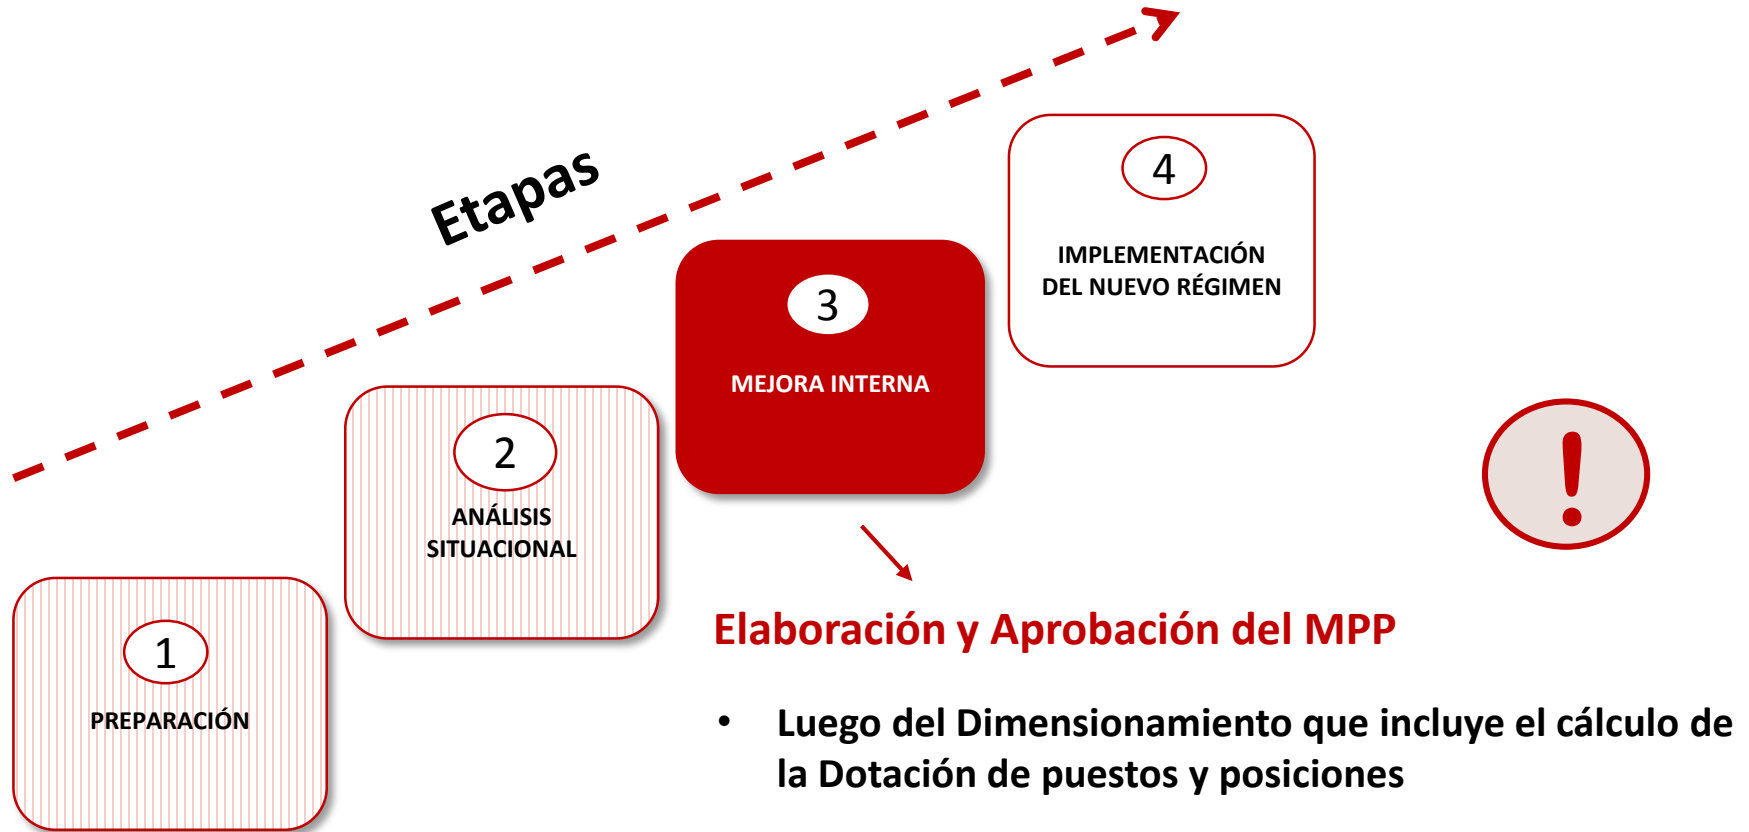 Etapas
1
PREPARACIÓN
2
ANÁLISIS
SITUACIONAL
3
MEJORA INTERNA
4
IMPLEMENTACIÓN
DEL NUEVO RÉGIMEN
!
Elaboración y Aprobación del MPP
• Luego del Dimensionamiento que incluye el cálculo de
la Dotación de puestos y posiciones